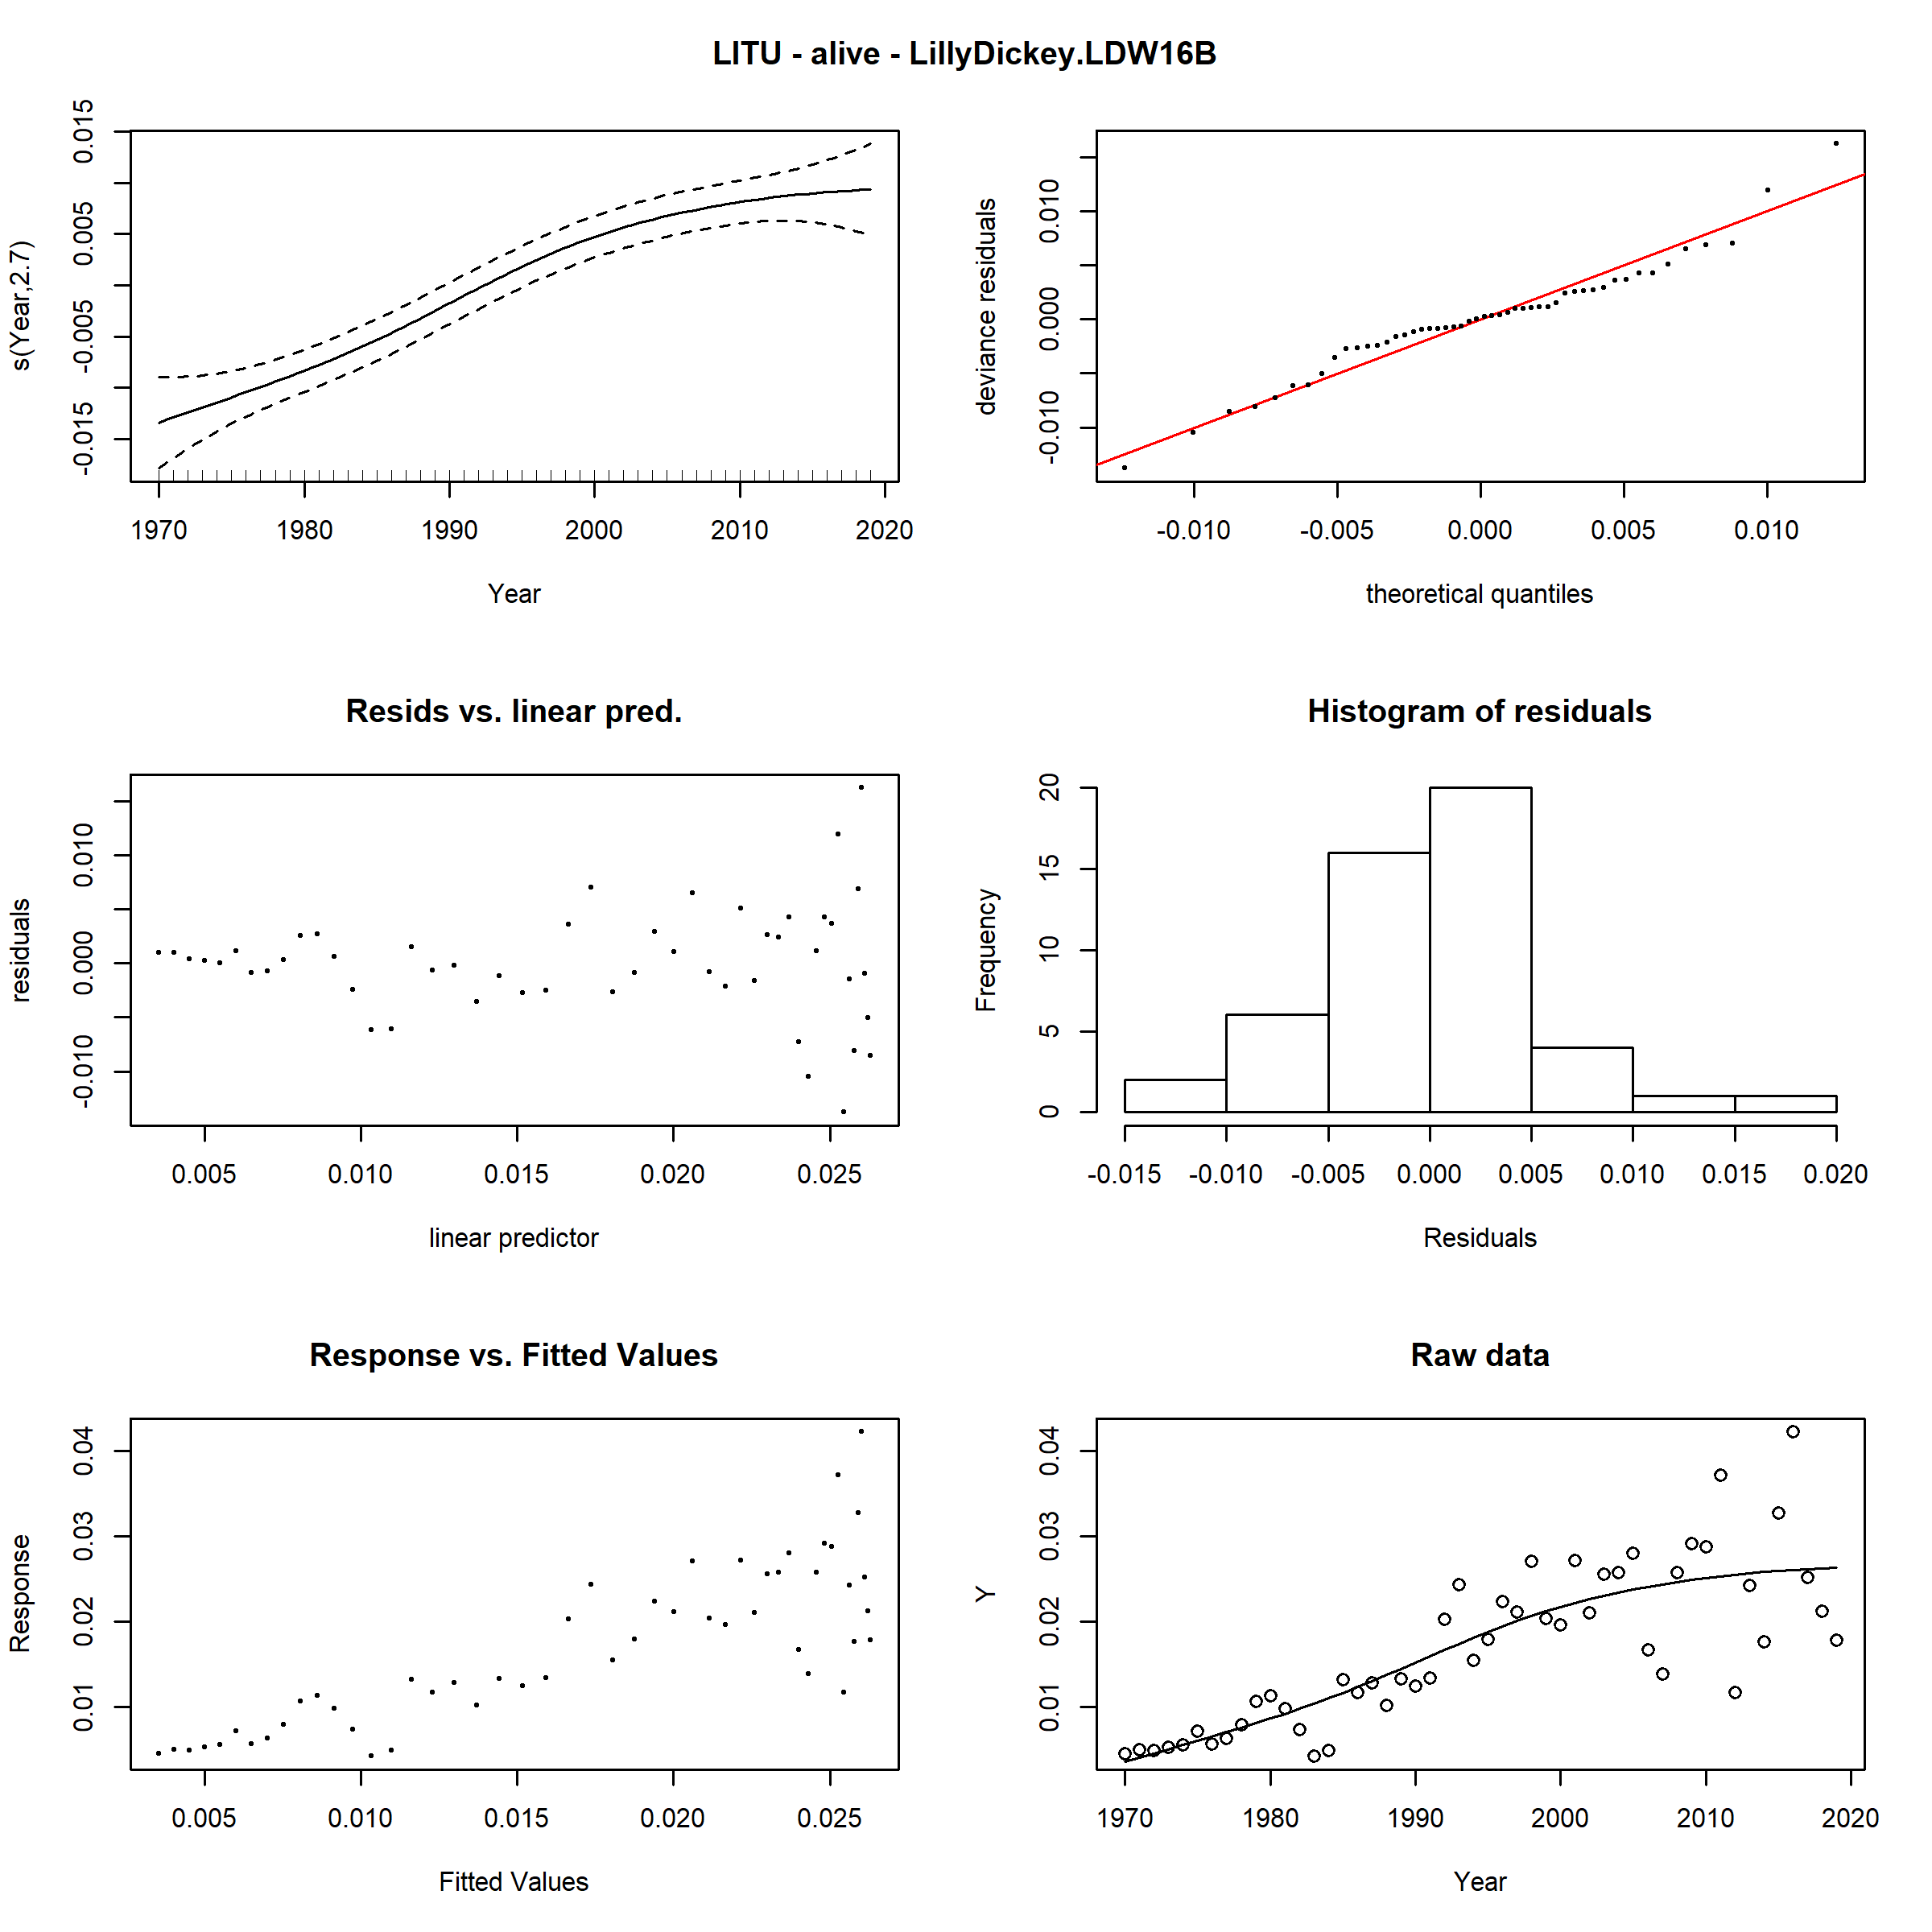 LITU - alive - LillyDickey.LDW16B
s(Year,2.7)
-0.015 -0.005 0.005 0.015
1970 1980 1990 2000 2010 2020
Year
deviance residuals
-0.010 0.000 0.010
-0.010 -0.005 0.000 0.005 0.010
theoretical quantiles
Resids vs. linear pred.
residuals
-0.010 0.000 0.010
0.005 0.010 0.015 0.020 0.025
linear predictor
Histogram of residuals
Frequency
0 5 10 15 20
-0.015 -0.010 -0.005 0.000 0.005 0.010 0.015 0.020
Residuals
Response vs. Fitted Values
Response
0.01 0.02 0.03 0.04
0.005 0.010 0.015 0.020 0.025
Fitted Values
Raw data
Y
0.01 0.02 0.03 0.04
1970 1980 1990 2000 2010 2020
Year